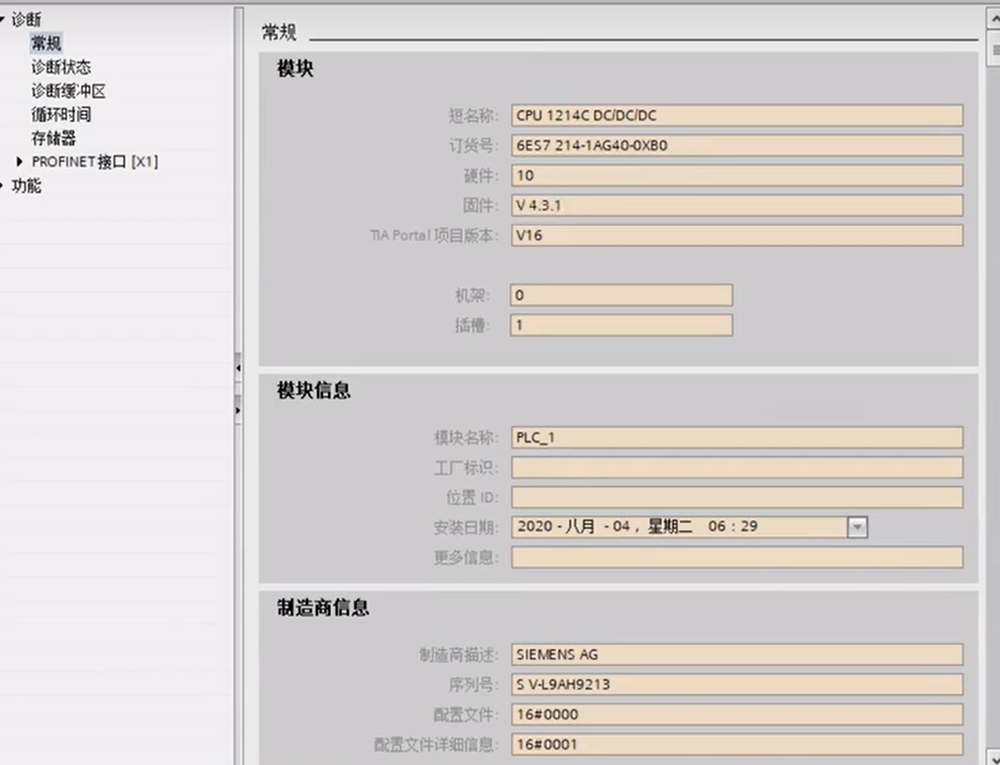 诊断
常规
诊断状态
诊断缓冲区
循环时间
存储器
PROFINET 接口 [X1]
功能
常规
模块
短名称: CPU 1214C DC/DC/DC
订货号: 6ES7 214-1AG40-0XB0
硬件: 10
固件: V 4.3.1
TIA Portal 项目版本: V16
机架: 0
插槽: 1
模块信息
模块名称: PLC_1
工厂标识:
位置 ID:
安装日期: 2020 - 八月 - 04 , 星期二 06 : 29
更多信息:
制造商信息
制造商描述: SIEMENS AG
序列号: S V-L9AH9213
配置文件: 16#0000
配置文件详细信息: 16#0001